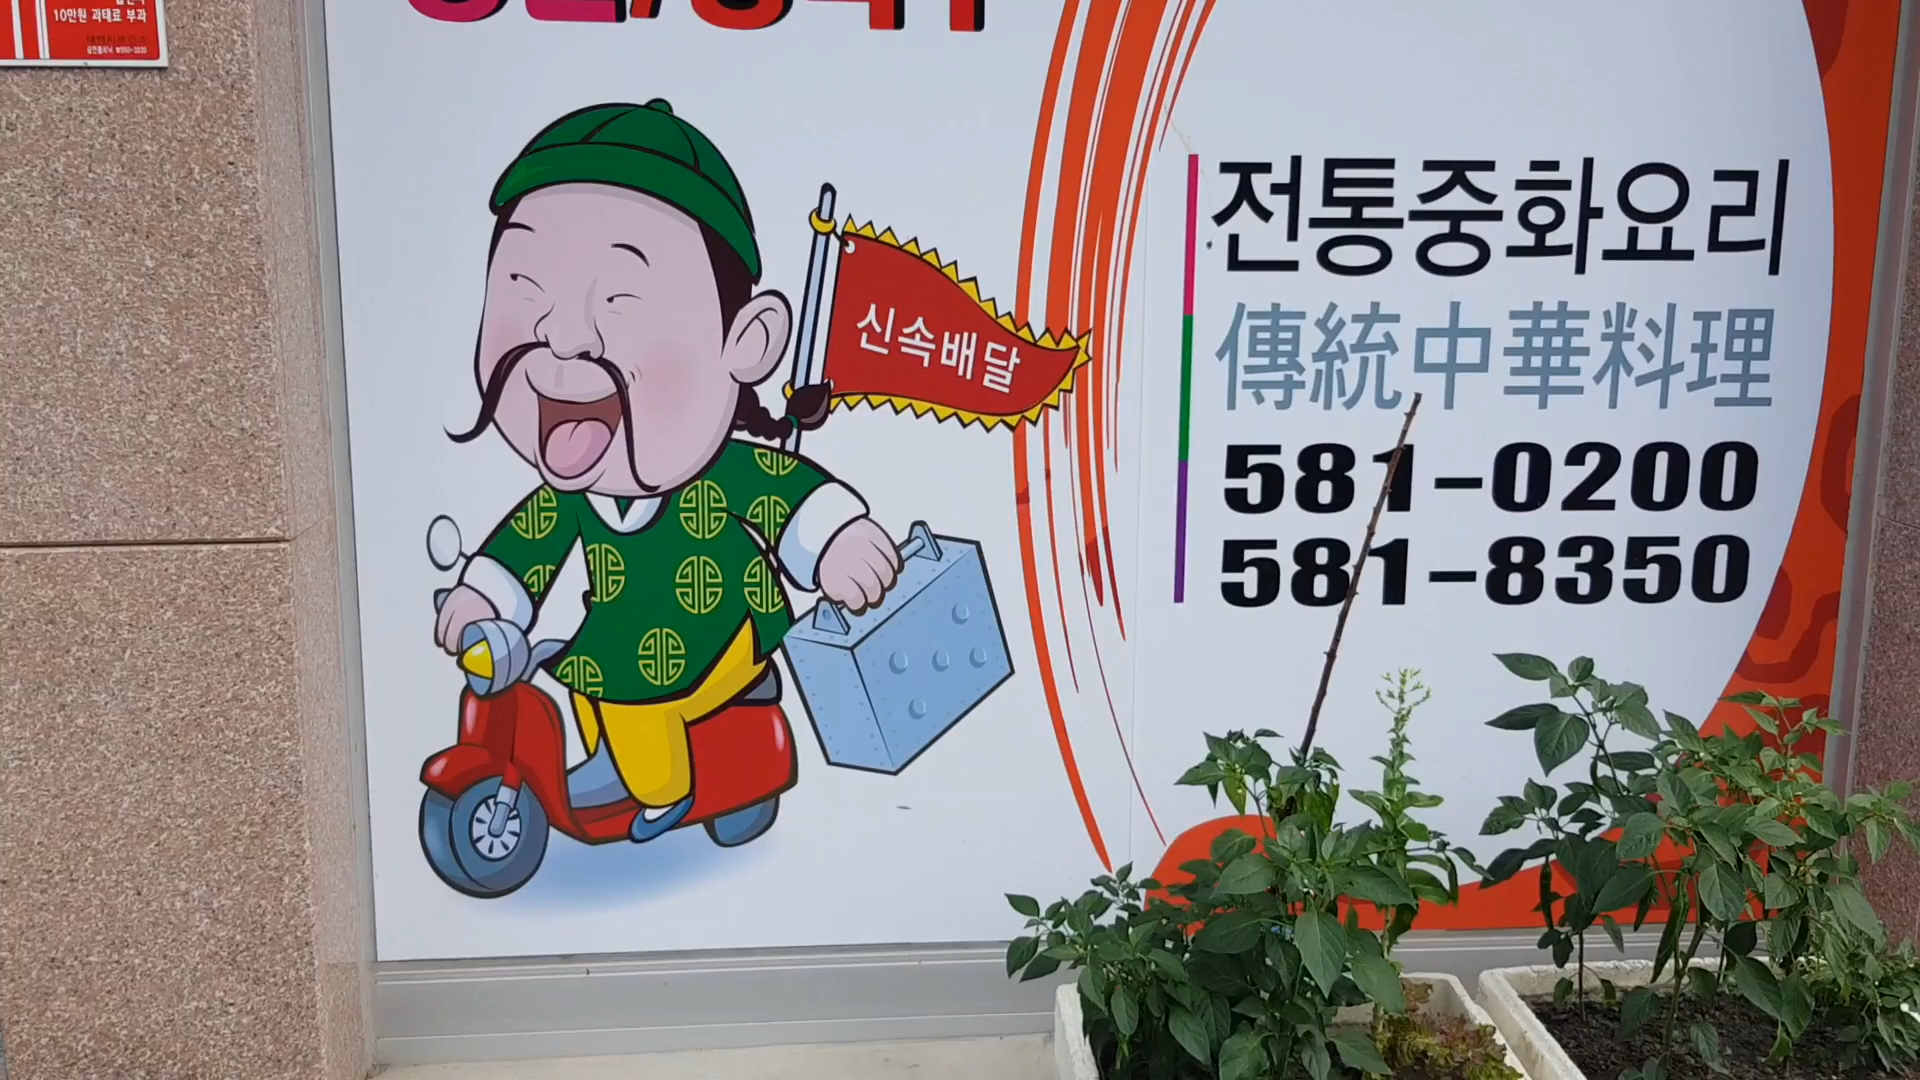 10만원 과태료 부과
신속배달
전통중화요리
傳統中華料理
581-0200
581-8350